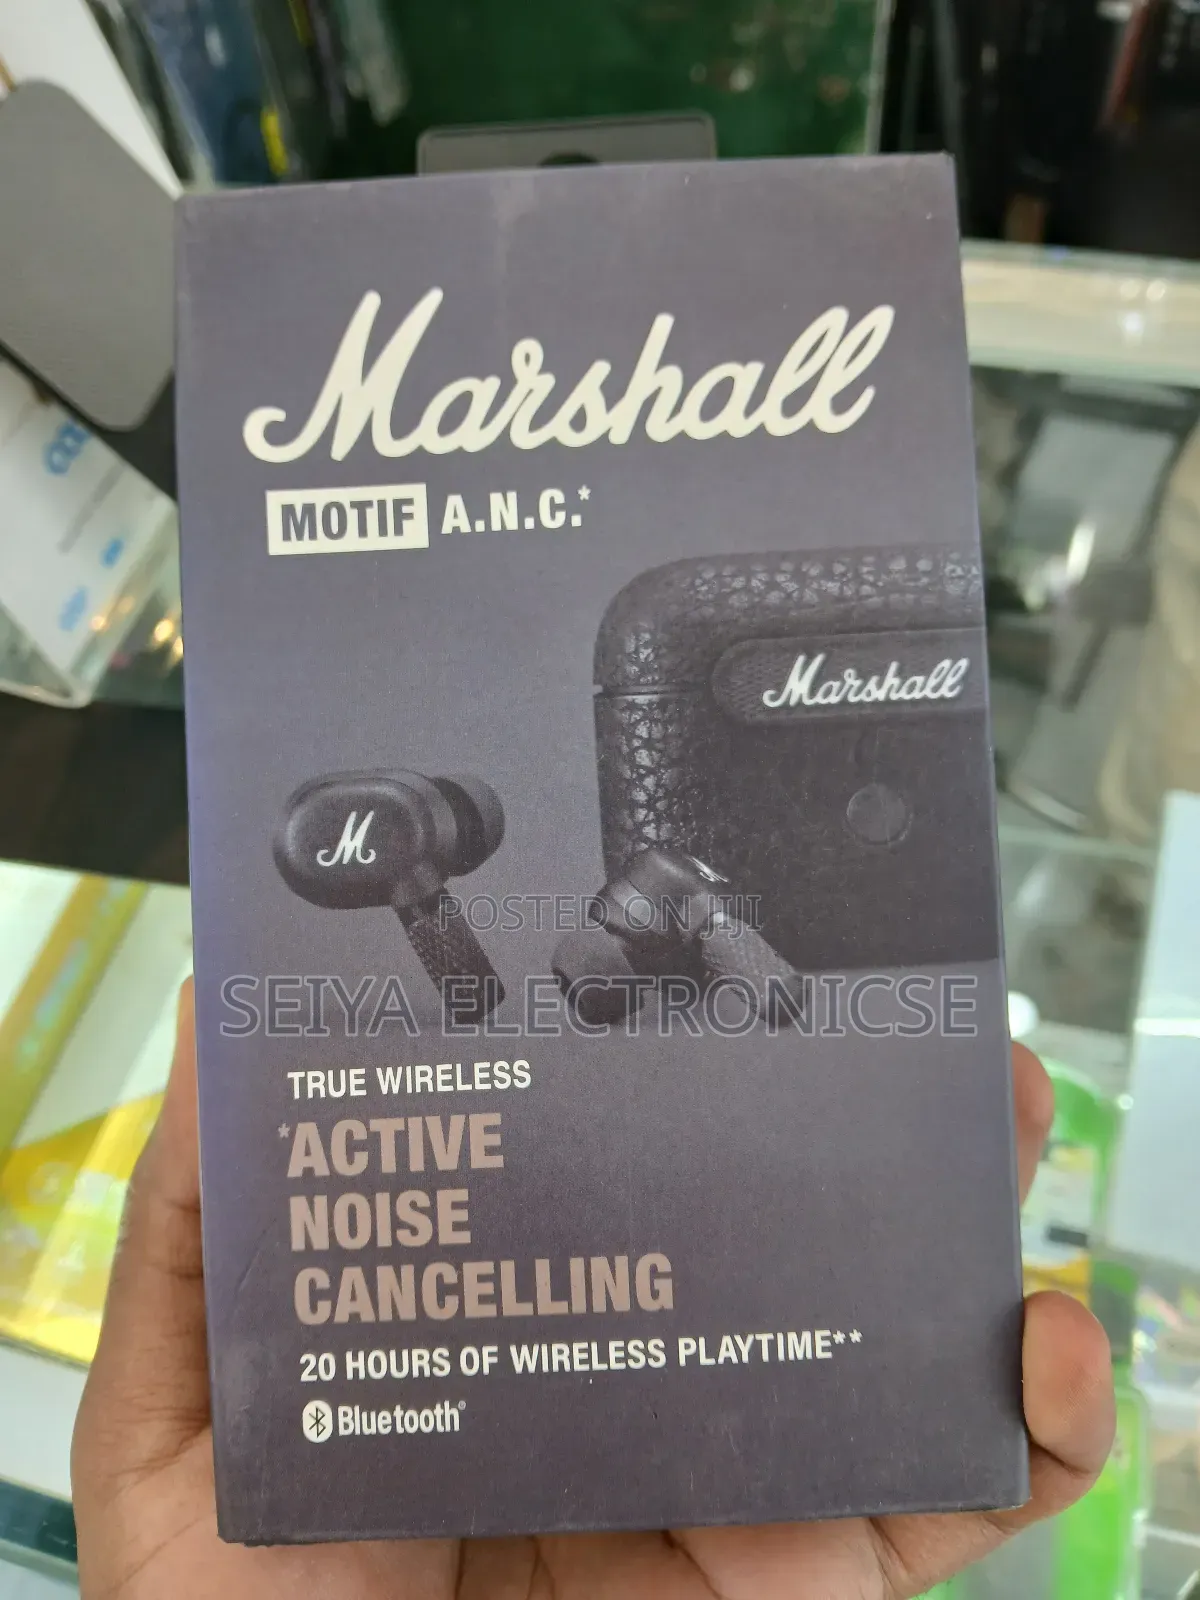 Marshall
MOTIF A.N.C.*
Marshall
M
POSTED ON JIJI
SEIYA ELECTRONICSE
TRUE WIRELESS
*ACTIVE
NOISE
CANCELLING
20 HOURS OF WIRELESS PLAYTIME**
Bluetooth®